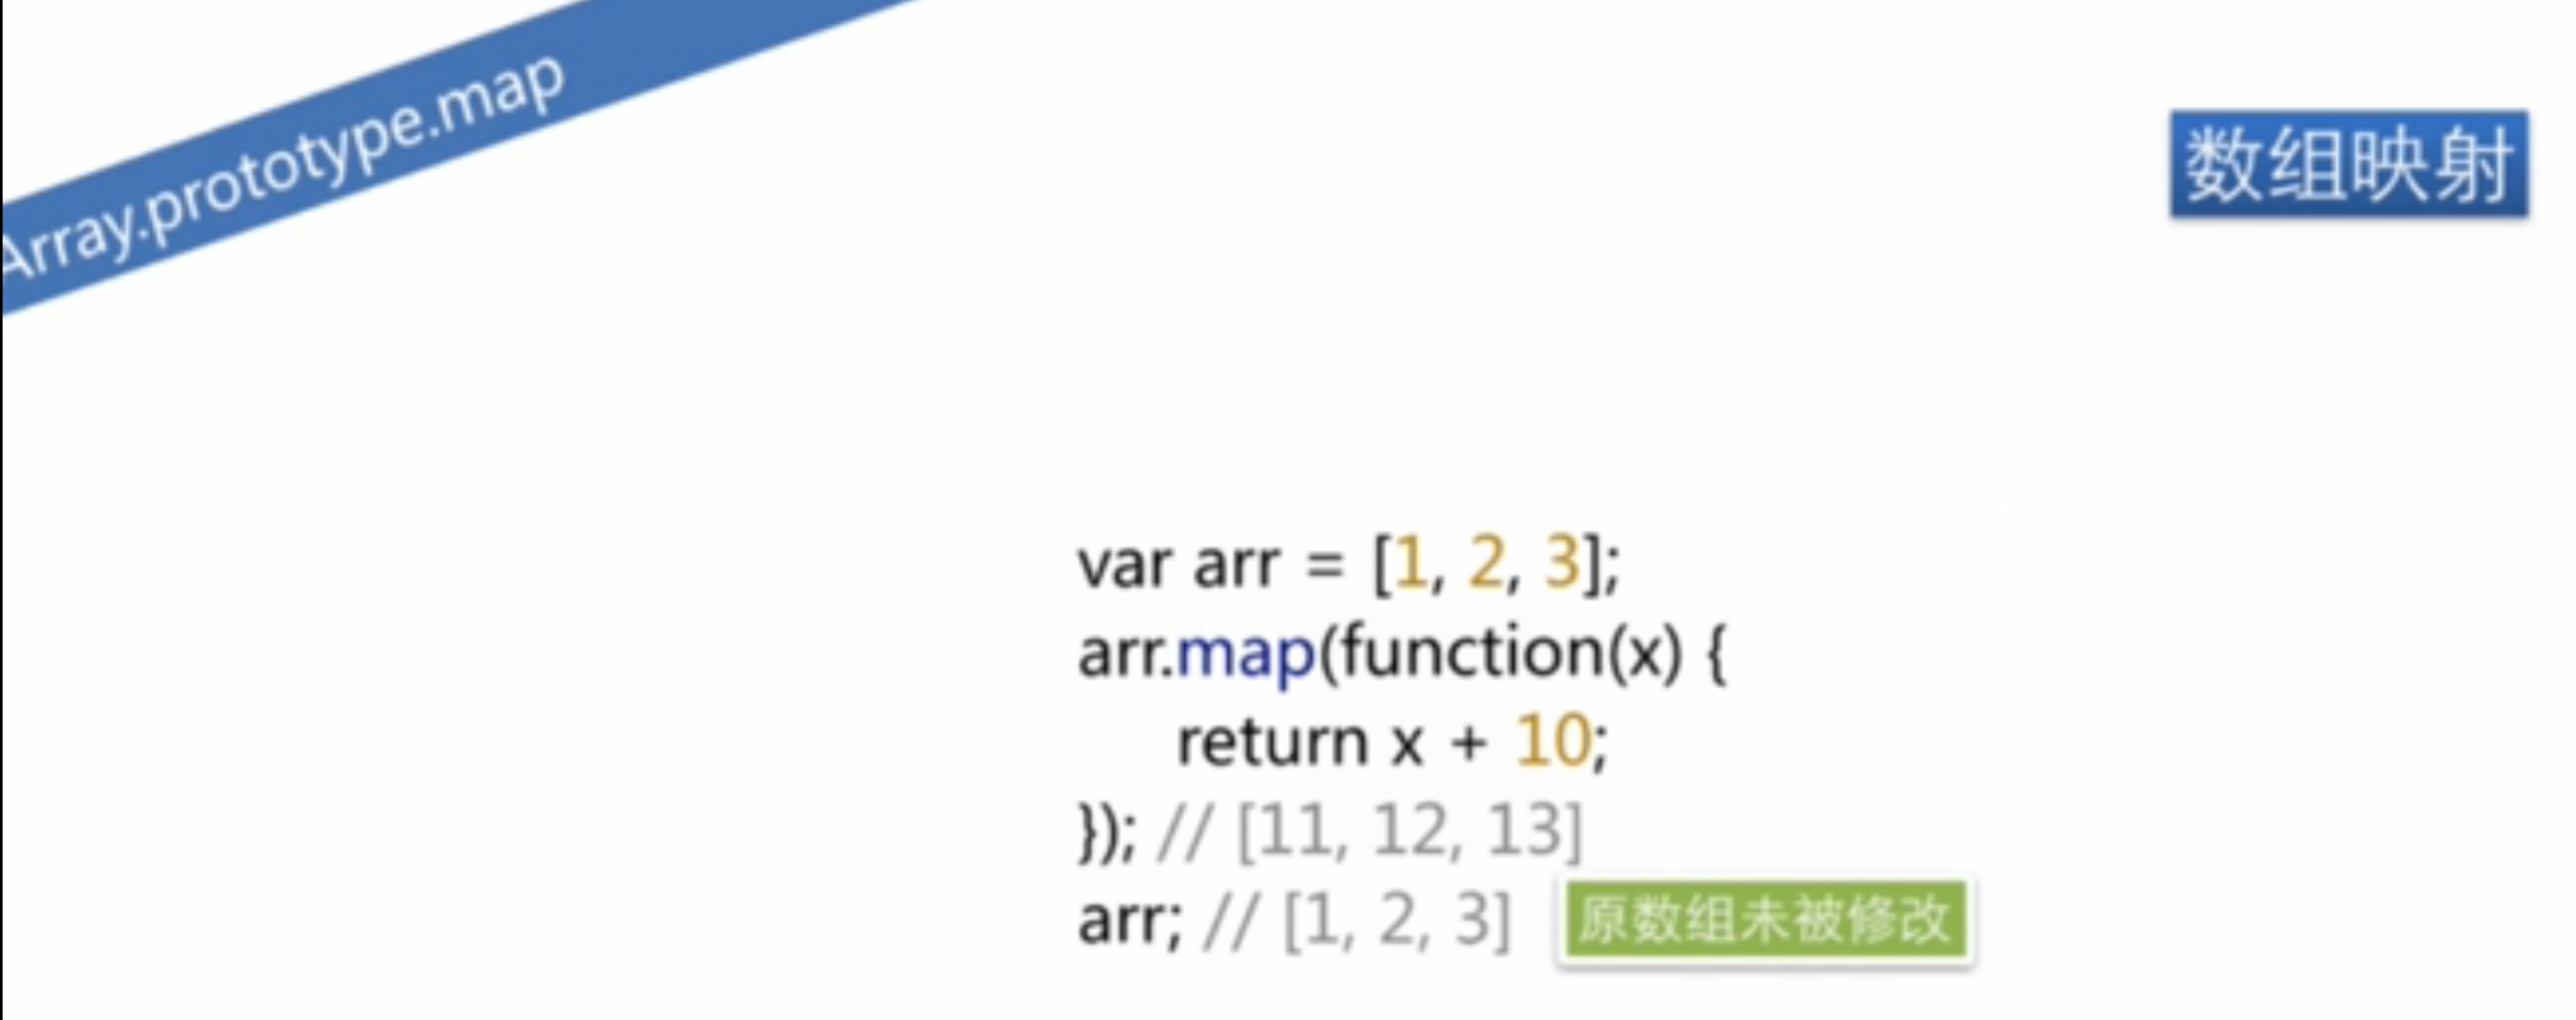 Array.prototype.map
数组映射
var arr = [1, 2, 3];
arr.map(function(x) {
return x + 10;
}); // [11, 12, 13]
arr; // [1, 2, 3] 原数组未被修改